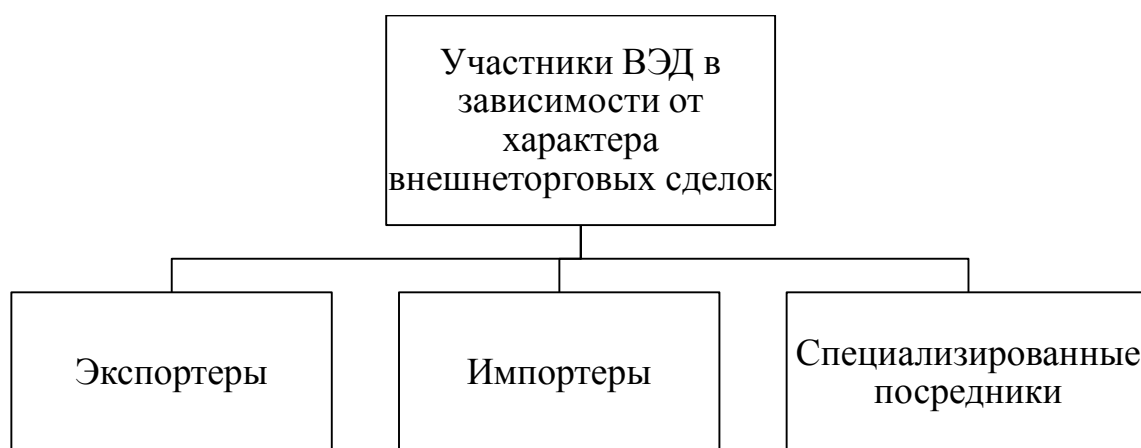 Участники ВЭД в
зависимости от
характера
внешнеторговых сделок
Экспортеры
Импортеры
Специализированные
посредники